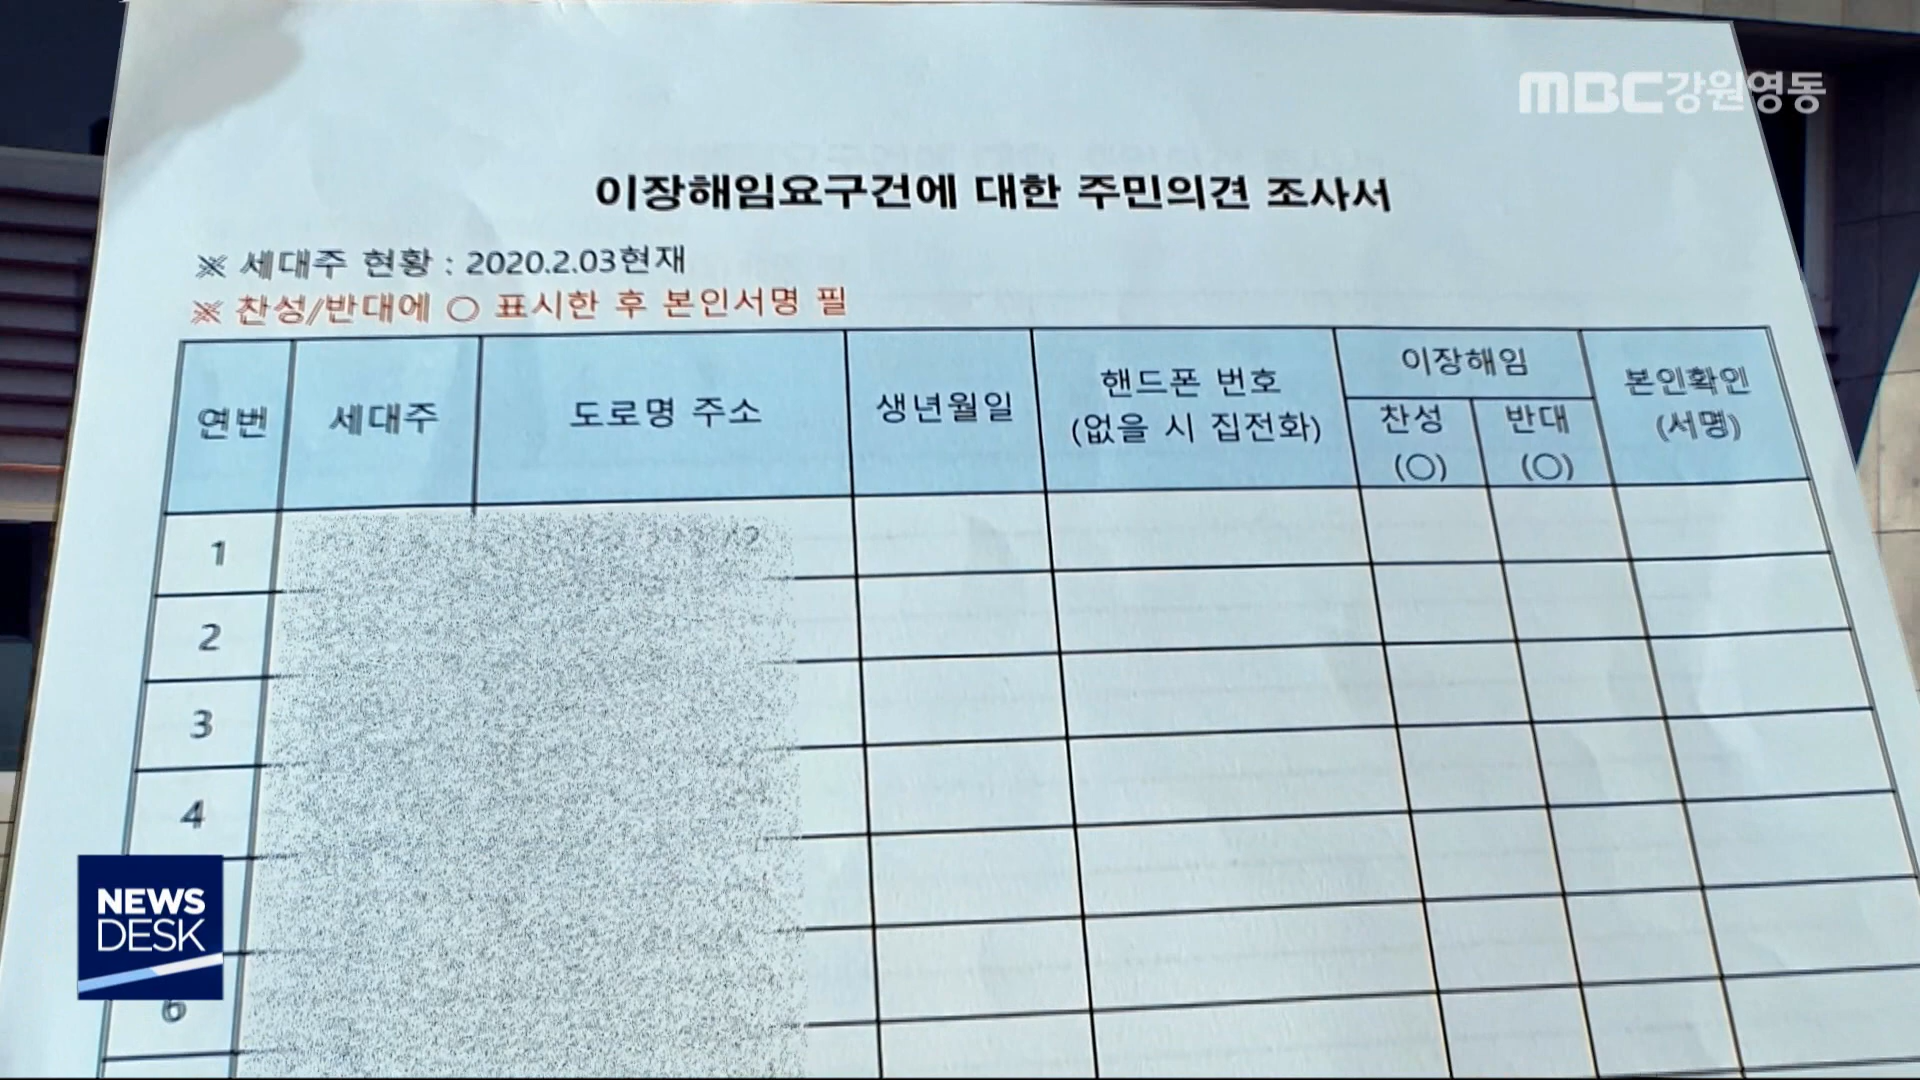 MBC강원영동
이장해임요구건에 대한 주민의견 조사서
※ 세대주 현황 : 2020.2.03현재
※ 찬성/반대에 ○ 표시한 후 본인서명 필
연번
세대주
도로명 주소
생년월일
핸드폰 번호
(없을 시 집전화)
이장해임
찬성
(○)
반대
(○)
본인확인
(서명)
1
2
3
4
6
NEWS
DESK